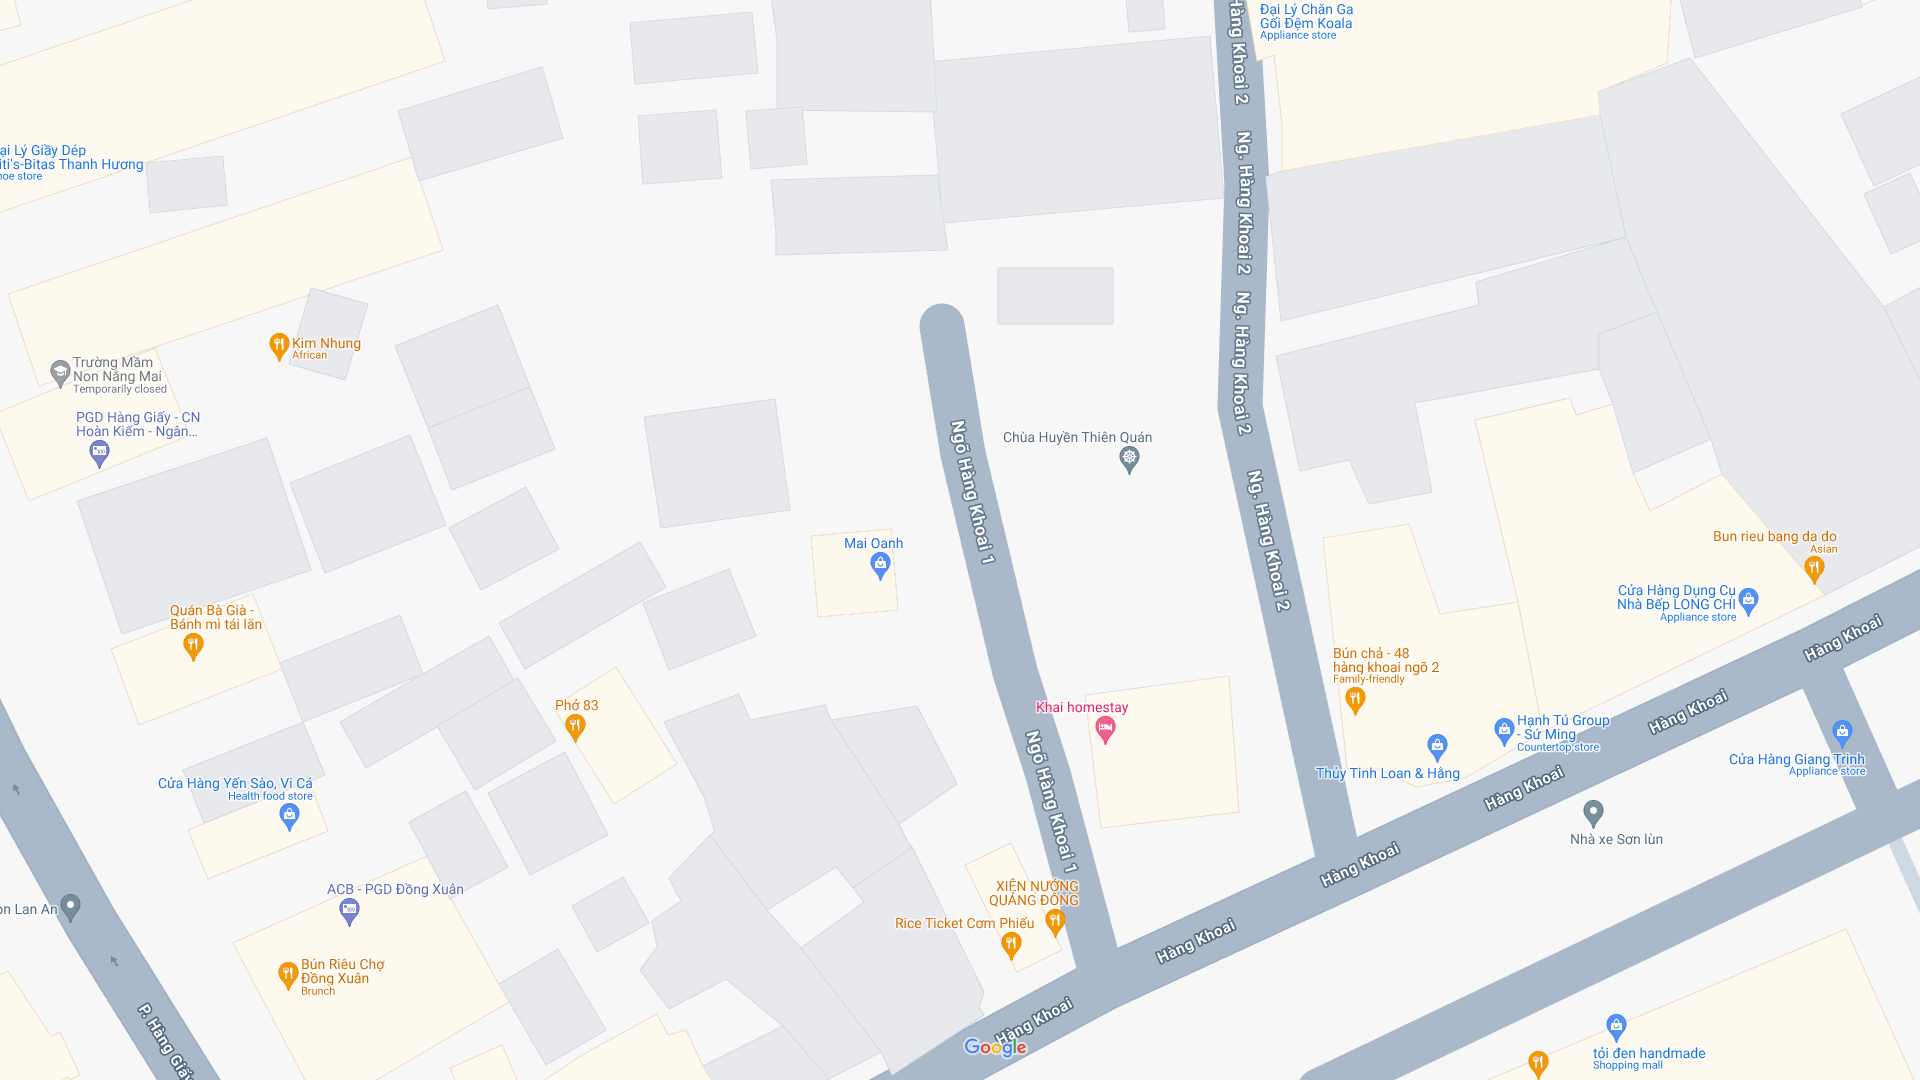 Hàng Khoai 2
Đại Lý Chăn Ga
Gối Đệm Koala
Appliance store
ại Lý Giầy Dép
iti's-Bitas Thanh Hương
hoe store
Ng. Hàng Khoai 2
Ng. Hàng Khoai 2
Kim Nhung
African
Trường Mầm
Non Nắng Mai
Temporarily closed
PGD Hàng Giấy - CN
Hoàn Kiếm - Ngân...
Ngõ Hàng Khoai 1
Chùa Huyền Thiên Quán
Ng. Hàng Khoai 2
Mai Oanh
Bun rieu bang da do
Asian
Cửa Hàng Dụng Cụ
Nhà Bếp LONG CHI
Appliance store
Quán Bà Già -
Bánh mì tái lăn
Hàng Khoai
Bún chả - 48
hàng khoai ngõ 2
Family-friendly
Phở 83
Khai homestay
Hàng Khoai
Hạnh Tú Group
- Sứ Ming
Countertop store
Cửa Hàng Giang Trinh
Appliance store
Thủy Tinh Loan & Hằng
Cửa Hàng Yến Sào, Vi Cá
Health food store
Ngõ Hàng Khoai 1
Hàng Khoai
Nhà xe Sơn lùn
Hàng Khoai
ACB - PGD Đồng Xuân
XIÊN NƯỚNG
QUẢNG ĐÔNG
Rice Ticket Cơm Phiếu
on Lan An
Hàng Khoai
Bún Riêu Chợ
Đồng Xuân
Brunch
Hàng Khoai
P. Hàng Giấy
Google
tỏi đen handmade
Shopping mall